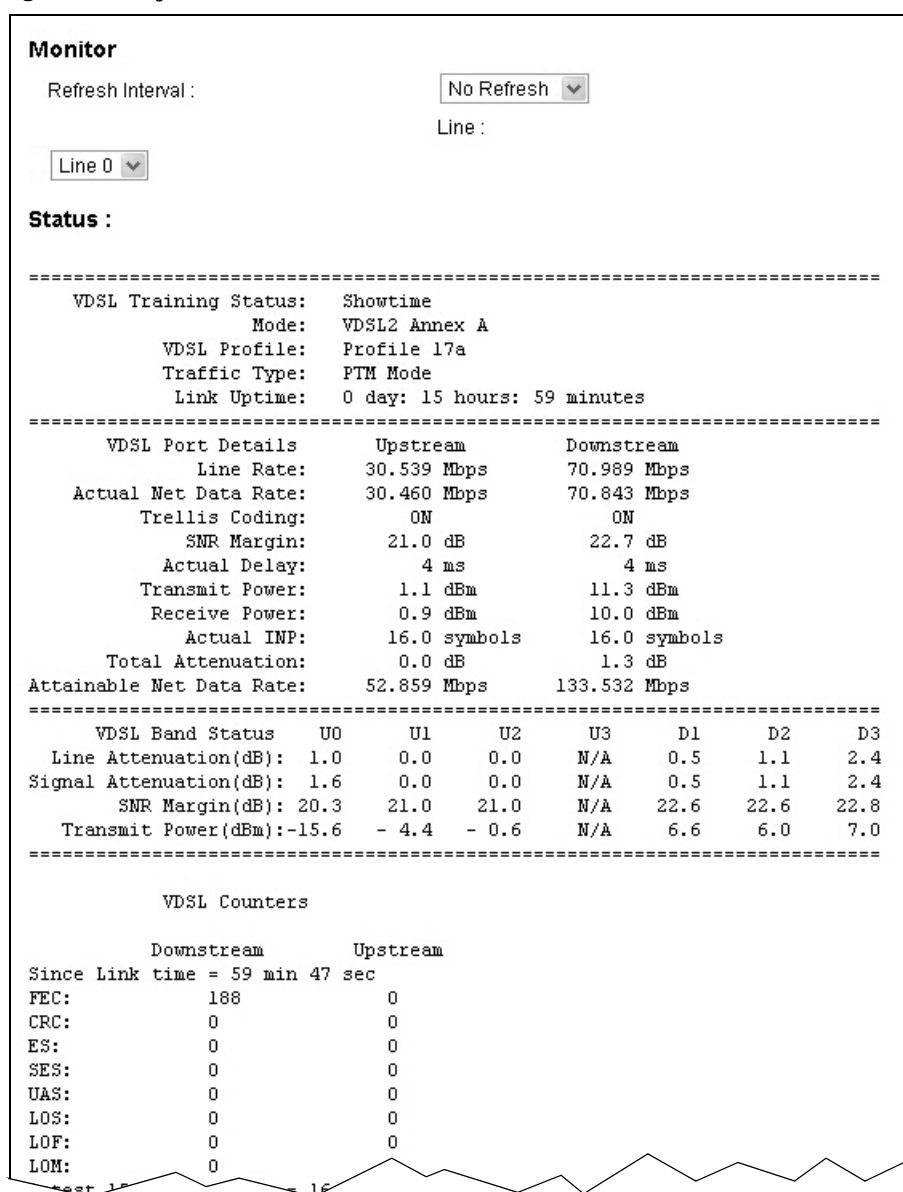 Monitor
Refresh Interval : No Refresh
Line :
Line 0
Status :
============================================================================
VDSL Training Status: Showtime
Mode: VDSL2 Annex A
VDSL Profile: Profile 17a
Traffic Type: PTM Mode
Link Uptime: 0 day: 15 hours: 59 minutes
============================================================================
VDSL Port Details Upstream Downstream
Line Rate: 30.539 Mbps 70.989 Mbps
Actual Net Data Rate: 30.460 Mbps 70.843 Mbps
Trellis Coding: ON ON
SNR Margin: 21.0 dB 22.7 dB
Actual Delay: 4 ms 4 ms
Transmit Power: 1.1 dBm 11.3 dBm
Receive Power: 0.9 dBm 10.0 dBm
Actual INP: 16.0 symbols 16.0 symbols
Total Attenuation: 0.0 dB 1.3 dB
Attainable Net Data Rate: 52.859 Mbps 133.532 Mbps
============================================================================
VDSL Band Status U0 U1 U2 U3 D1 D2 D3
Line Attenuation(dB): 1.0 0.0 0.0 N/A 0.5 1.1 2.4
Signal Attenuation(dB): 1.6 0.0 0.0 N/A 0.5 1.1 2.4
SNR Margin(dB): 20.3 21.0 21.0 N/A 22.6 22.6 22.8
Transmit Power(dBm):-15.6 - 4.4 - 0.6 N/A 6.6 6.0 7.0
============================================================================
VDSL Counters
Downstream Upstream
Since Link time = 59 min 47 sec
FEC: 188 0
CRC: 0 0
ES: 0 0
SES: 0 0
UAS: 0 0
LOS: 0 0
LOF: 0 0
LOM: 0